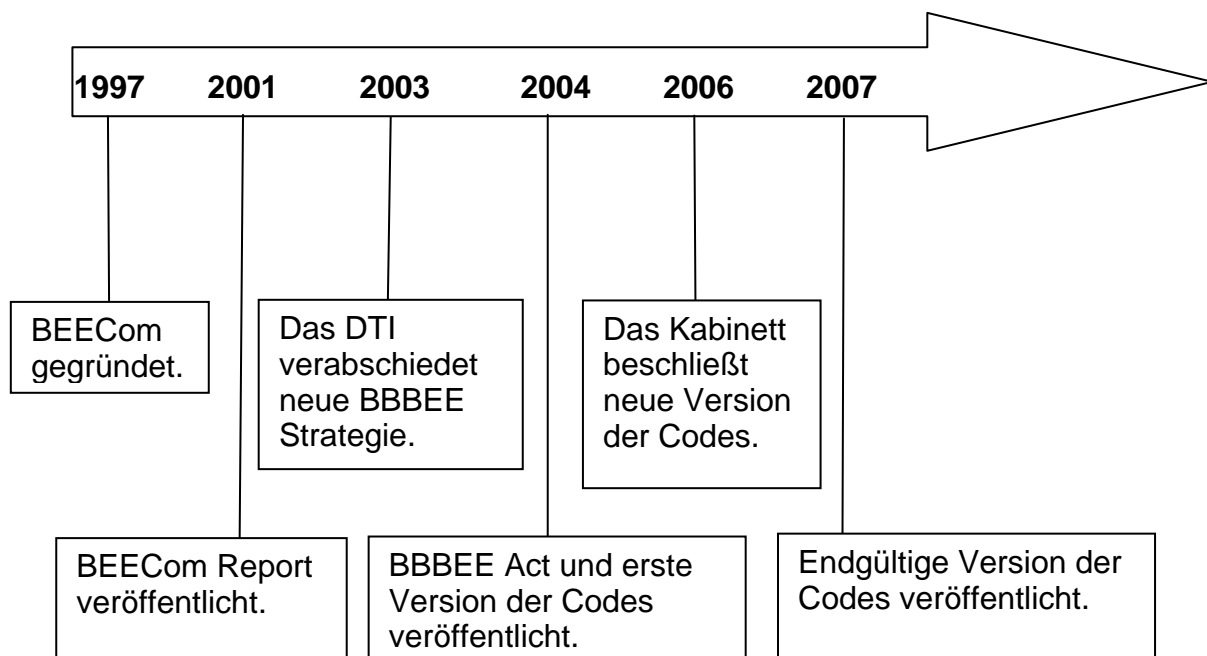 1997 2001 2003 2004 2006 2007
BEECom
gegründet.
Das DTI
verabschiedet
neue BBBEE
Strategie.
Das Kabinett
beschließt
neue Version
der Codes.
BEECom Report
veröffentlicht.
BBBEE Act und erste
Version der Codes
veröffentlicht.
Endgültige Version der
Codes veröffentlicht.